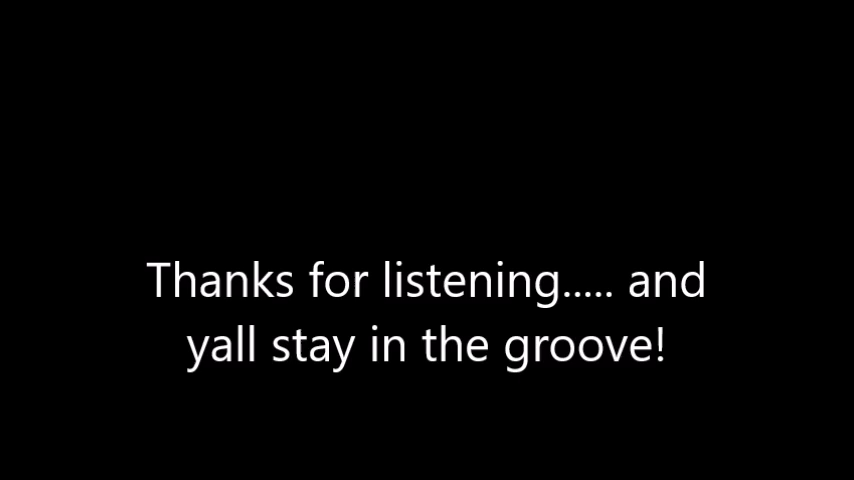 Thanks for listening..... and
yall stay in the groove!